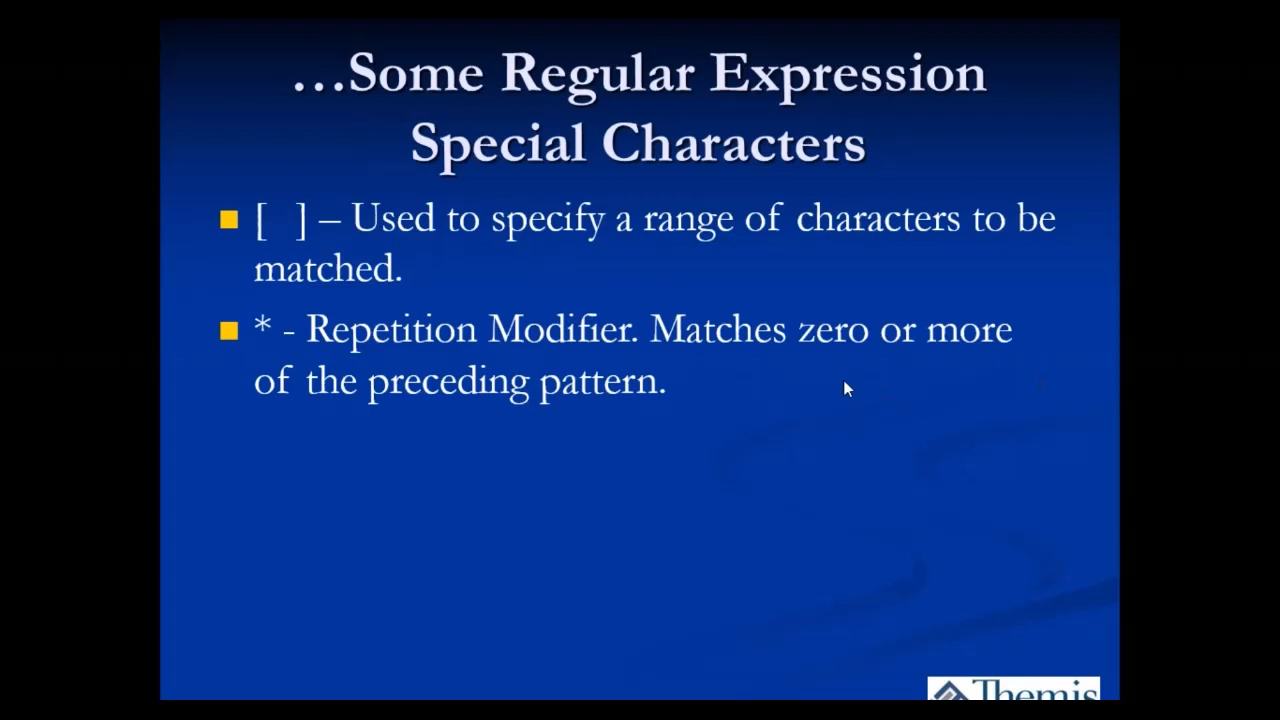 …Some Regular Expression
Special Characters
[ ] – Used to specify a range of characters to be
matched.
* - Repetition Modifier. Matches zero or more
of the preceding pattern.
Themis